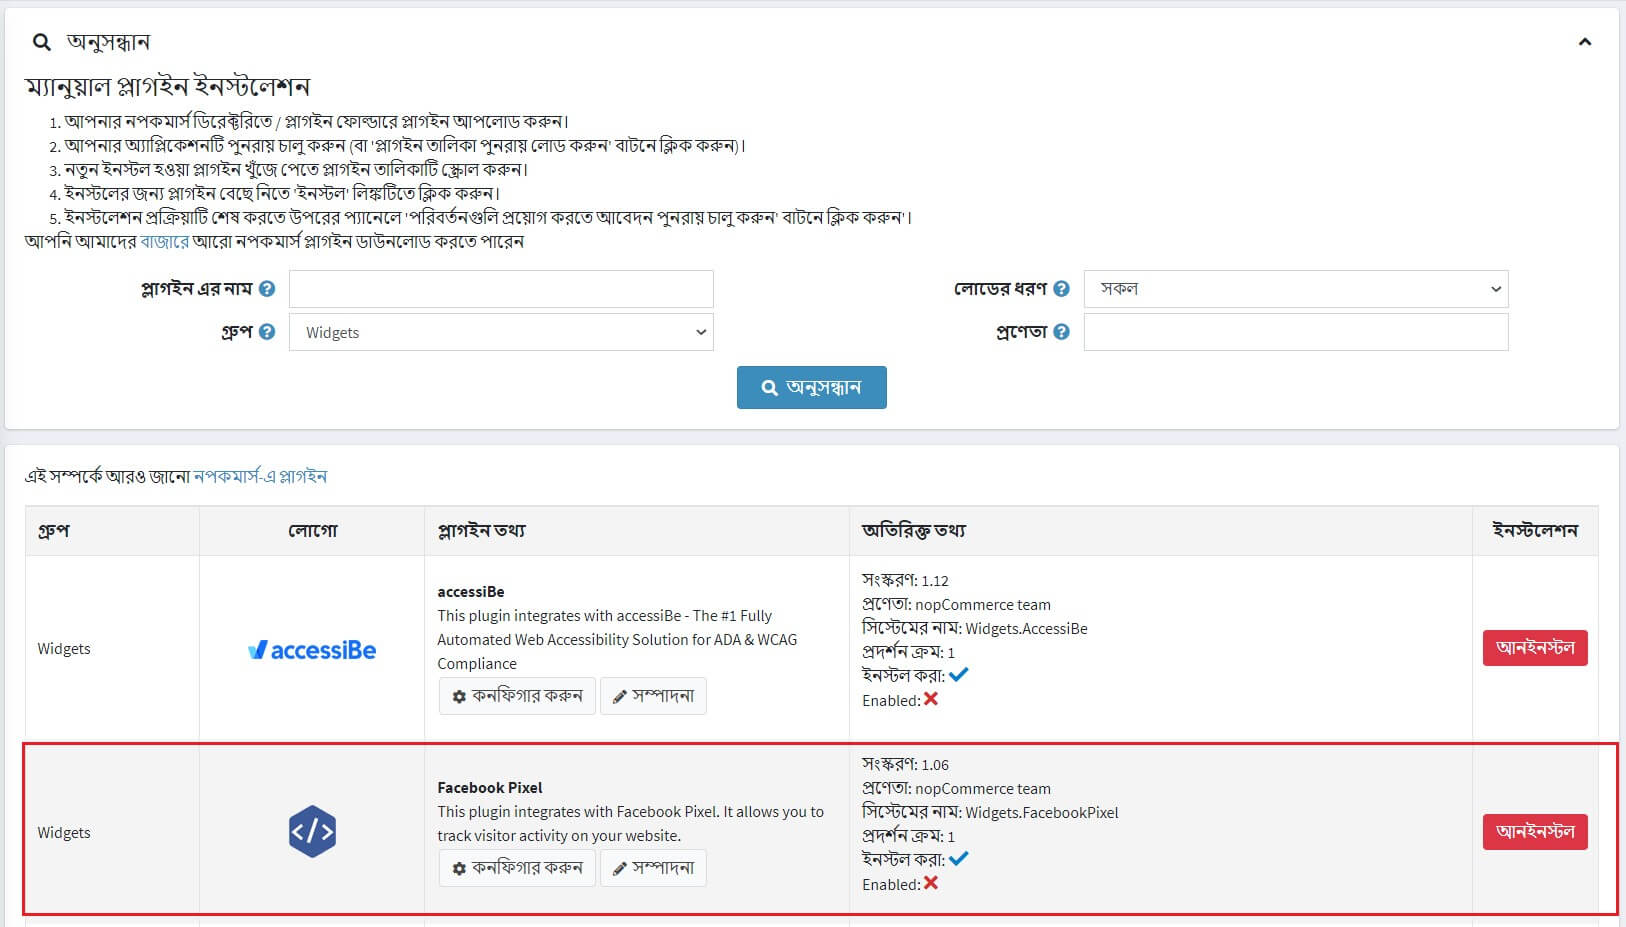 অনুসন্ধান
ম্যানুয়াল প্লাগইন ইনস্টলেশন
1. আপনার নপকমার্স ডিরেক্টরিতে / প্লাগইন ফোল্ডারে প্লাগইন আপলোড করুন।
2. আপনার অ্যাপ্লিকেশনটি পুনরায় চালু করুন (বা 'প্লাগইন তালিকা পুনরায় লোড করুন' বাটনে ক্লিক করুন)।
3. নতুন ইনস্টল হওয়া প্লাগইন খুঁজে পেতে প্লাগইন তালিকাটি স্ক্রোল করুন।
4. ইনস্টলের জন্য প্লাগইন বেছে নিতে 'ইনস্টল' লিঙ্কটিতে ক্লিক করুন।
5. ইনস্টলেশন প্রক্রিয়াটি শেষ করতে উপরের প্যানেলে 'পরিবর্তনগুলি প্রয়োগ করতে আবেদন পুনরায় চালু করুন' বাটনে ক্লিক করুন'।
আপনি আমাদের বাজারে আরো নপকমার্স প্লাগইন ডাউনলোড করতে পারেন
প্লাগইন এর নাম
লোডের ধরণ সকল
গ্রুপ Widgets
প্রণেতা
অনুসন্ধান
এই সম্পর্কে আরও জানো নপকমার্স-এ প্লাগইন
গ্রুপ লোগো প্লাগইন তথ্য অতিরিক্ত তথ্য ইনস্টলেশন
Widgets
accessiBe
accessiBe
This plugin integrates with accessiBe - The #1 Fully
Automated Web Accessibility Solution for ADA & WCAG
Compliance
কনফিগার করুন সম্পাদনা
সংস্করণ: 1.12
প্রণেতা: nopCommerce team
সিস্টেমের নাম: Widgets.AccessiBe
প্রদর্শন ক্রম: 1
ইনস্টল করা:
Enabled:
আনইনস্টল
Widgets
</>
Facebook Pixel
This plugin integrates with Facebook Pixel. It allows you to
track visitor activity on your website.
কনফিগার করুন সম্পাদনা
সংস্করণ: 1.06
প্রণেতা: nopCommerce team
সিস্টেমের নাম: Widgets.FacebookPixel
প্রদর্শন ক্রম: 1
ইনস্টল করা:
Enabled:
আনইনস্টল